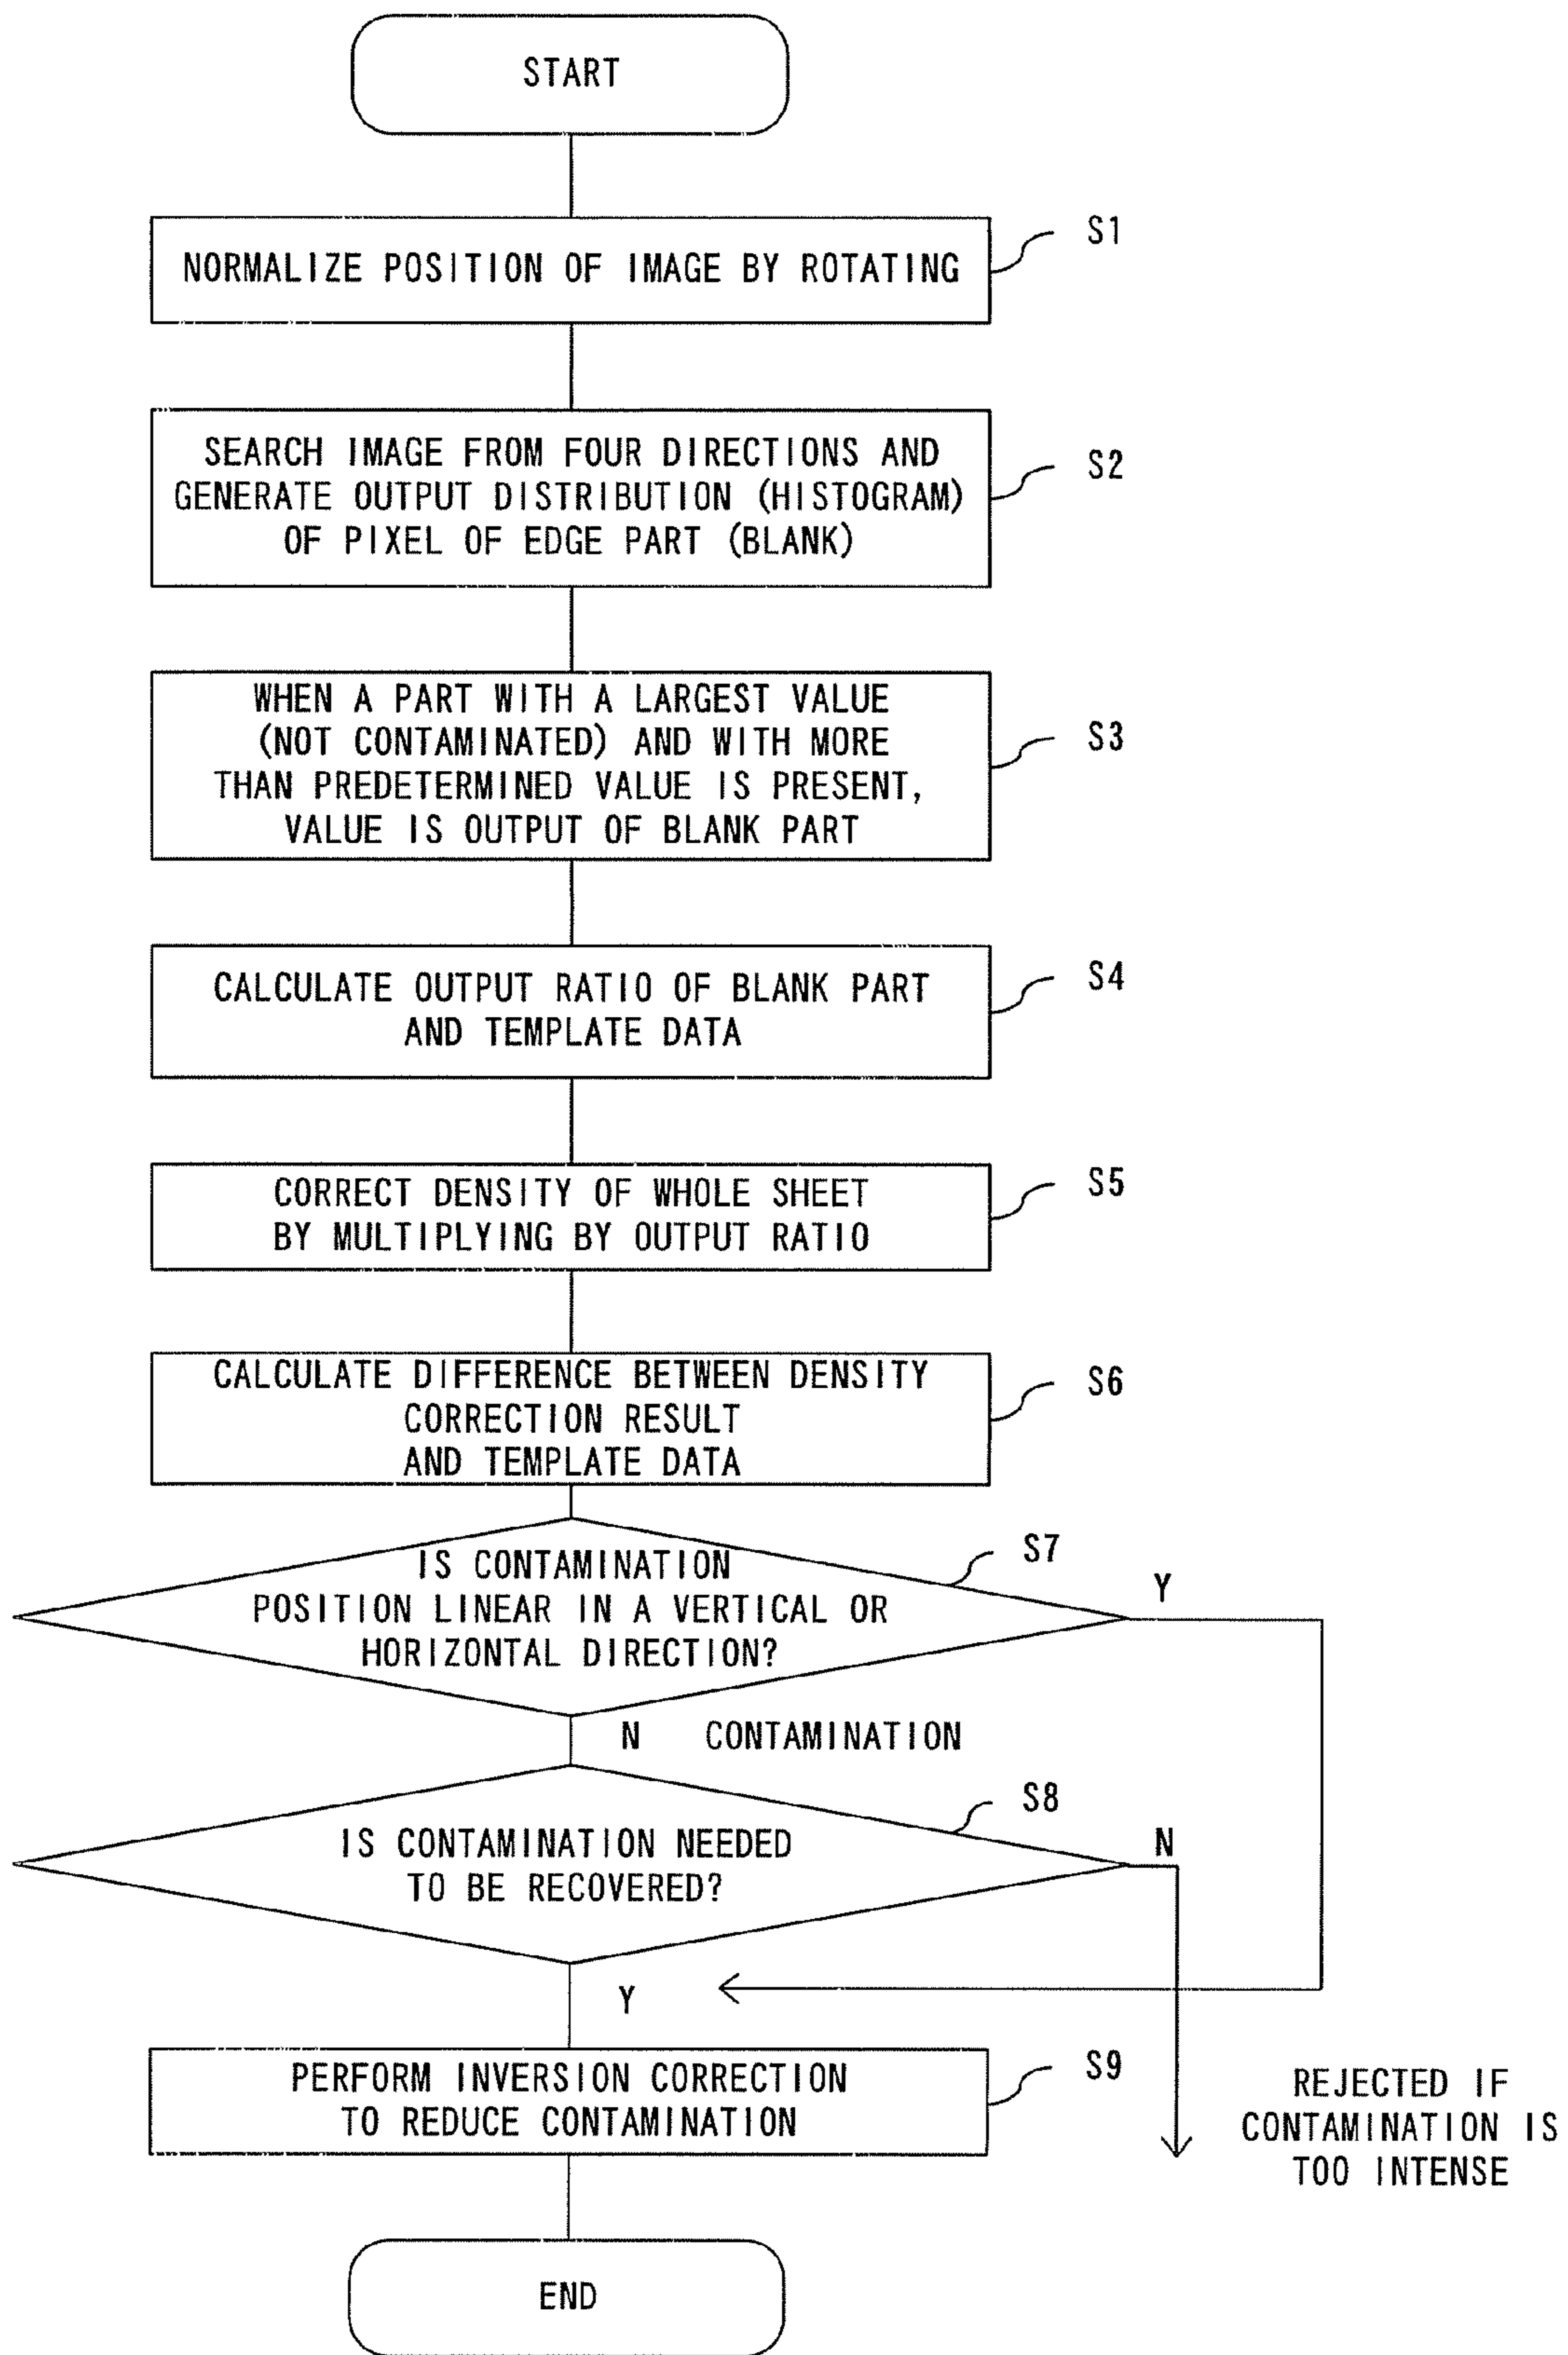 START
NORMALIZE POSITION OF IMAGE BY ROTATING
S1
SEARCH IMAGE FROM FOUR DIRECTIONS AND
GENERATE OUTPUT DISTRIBUTION (HISTOGRAM)
OF PIXEL OF EDGE PART (BLANK)
S2
WHEN A PART WITH A LARGEST VALUE
(NOT CONTAMINATED) AND WITH MORE
THAN PREDETERMINED VALUE IS PRESENT,
VALUE IS OUTPUT OF BLANK PART
S3
CALCULATE OUTPUT RATIO OF BLANK PART
AND TEMPLATE DATA
S4
CORRECT DENSITY OF WHOLE SHEET
BY MULTIPLYING BY OUTPUT RATIO
S5
CALCULATE DIFFERENCE BETWEEN DENSITY
CORRECTION RESULT
AND TEMPLATE DATA
S6
IS CONTAMINATION
POSITION LINEAR IN A VERTICAL OR
HORIZONTAL DIRECTION?
S7
Y
N CONTAMINATION
IS CONTAMINATION NEEDED
TO BE RECOVERED?
S8
N
Y
PERFORM INVERSION CORRECTION
TO REDUCE CONTAMINATION
S9
REJECTED IF
CONTAMINATION IS
TOO INTENSE
END